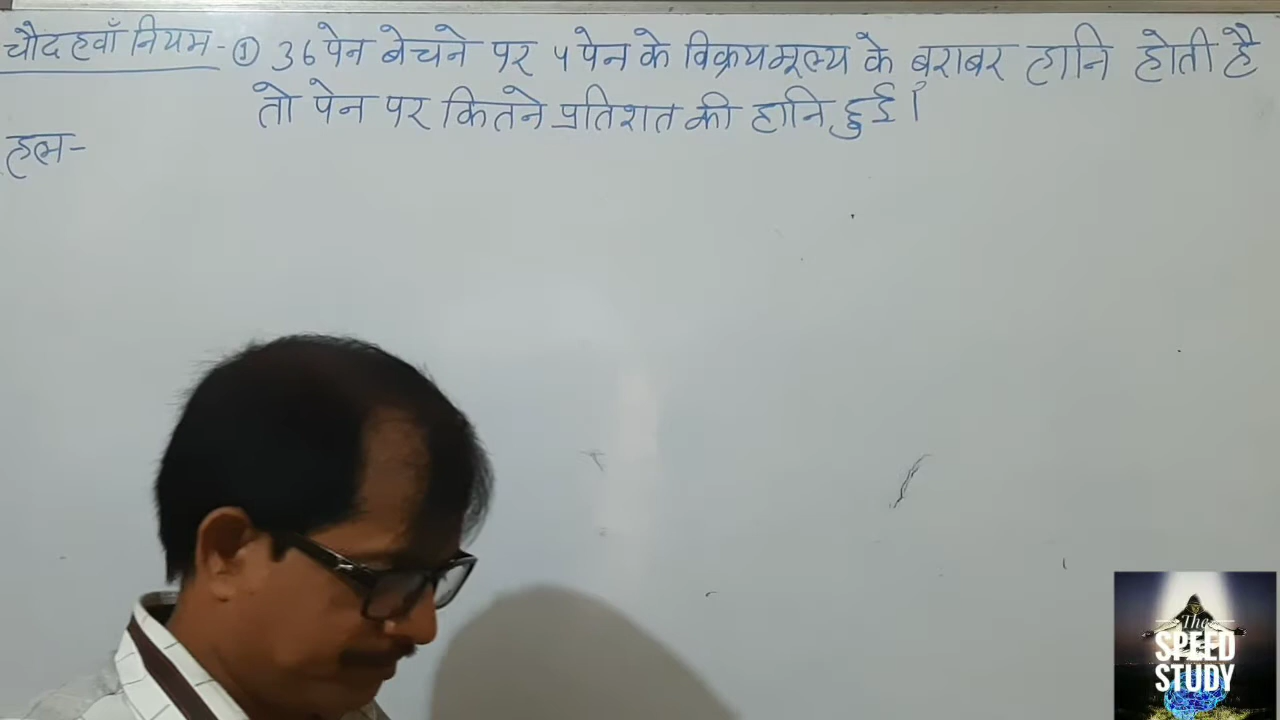 चौदहवाँ नियम - ① 36 पेन बेचने पर 4 पेन के विक्रयमूल्य के बराबर हानि होती है
तो पेन पर कितने प्रतिशत की हानि हुई।
हल-
The
SPEED
STUDY